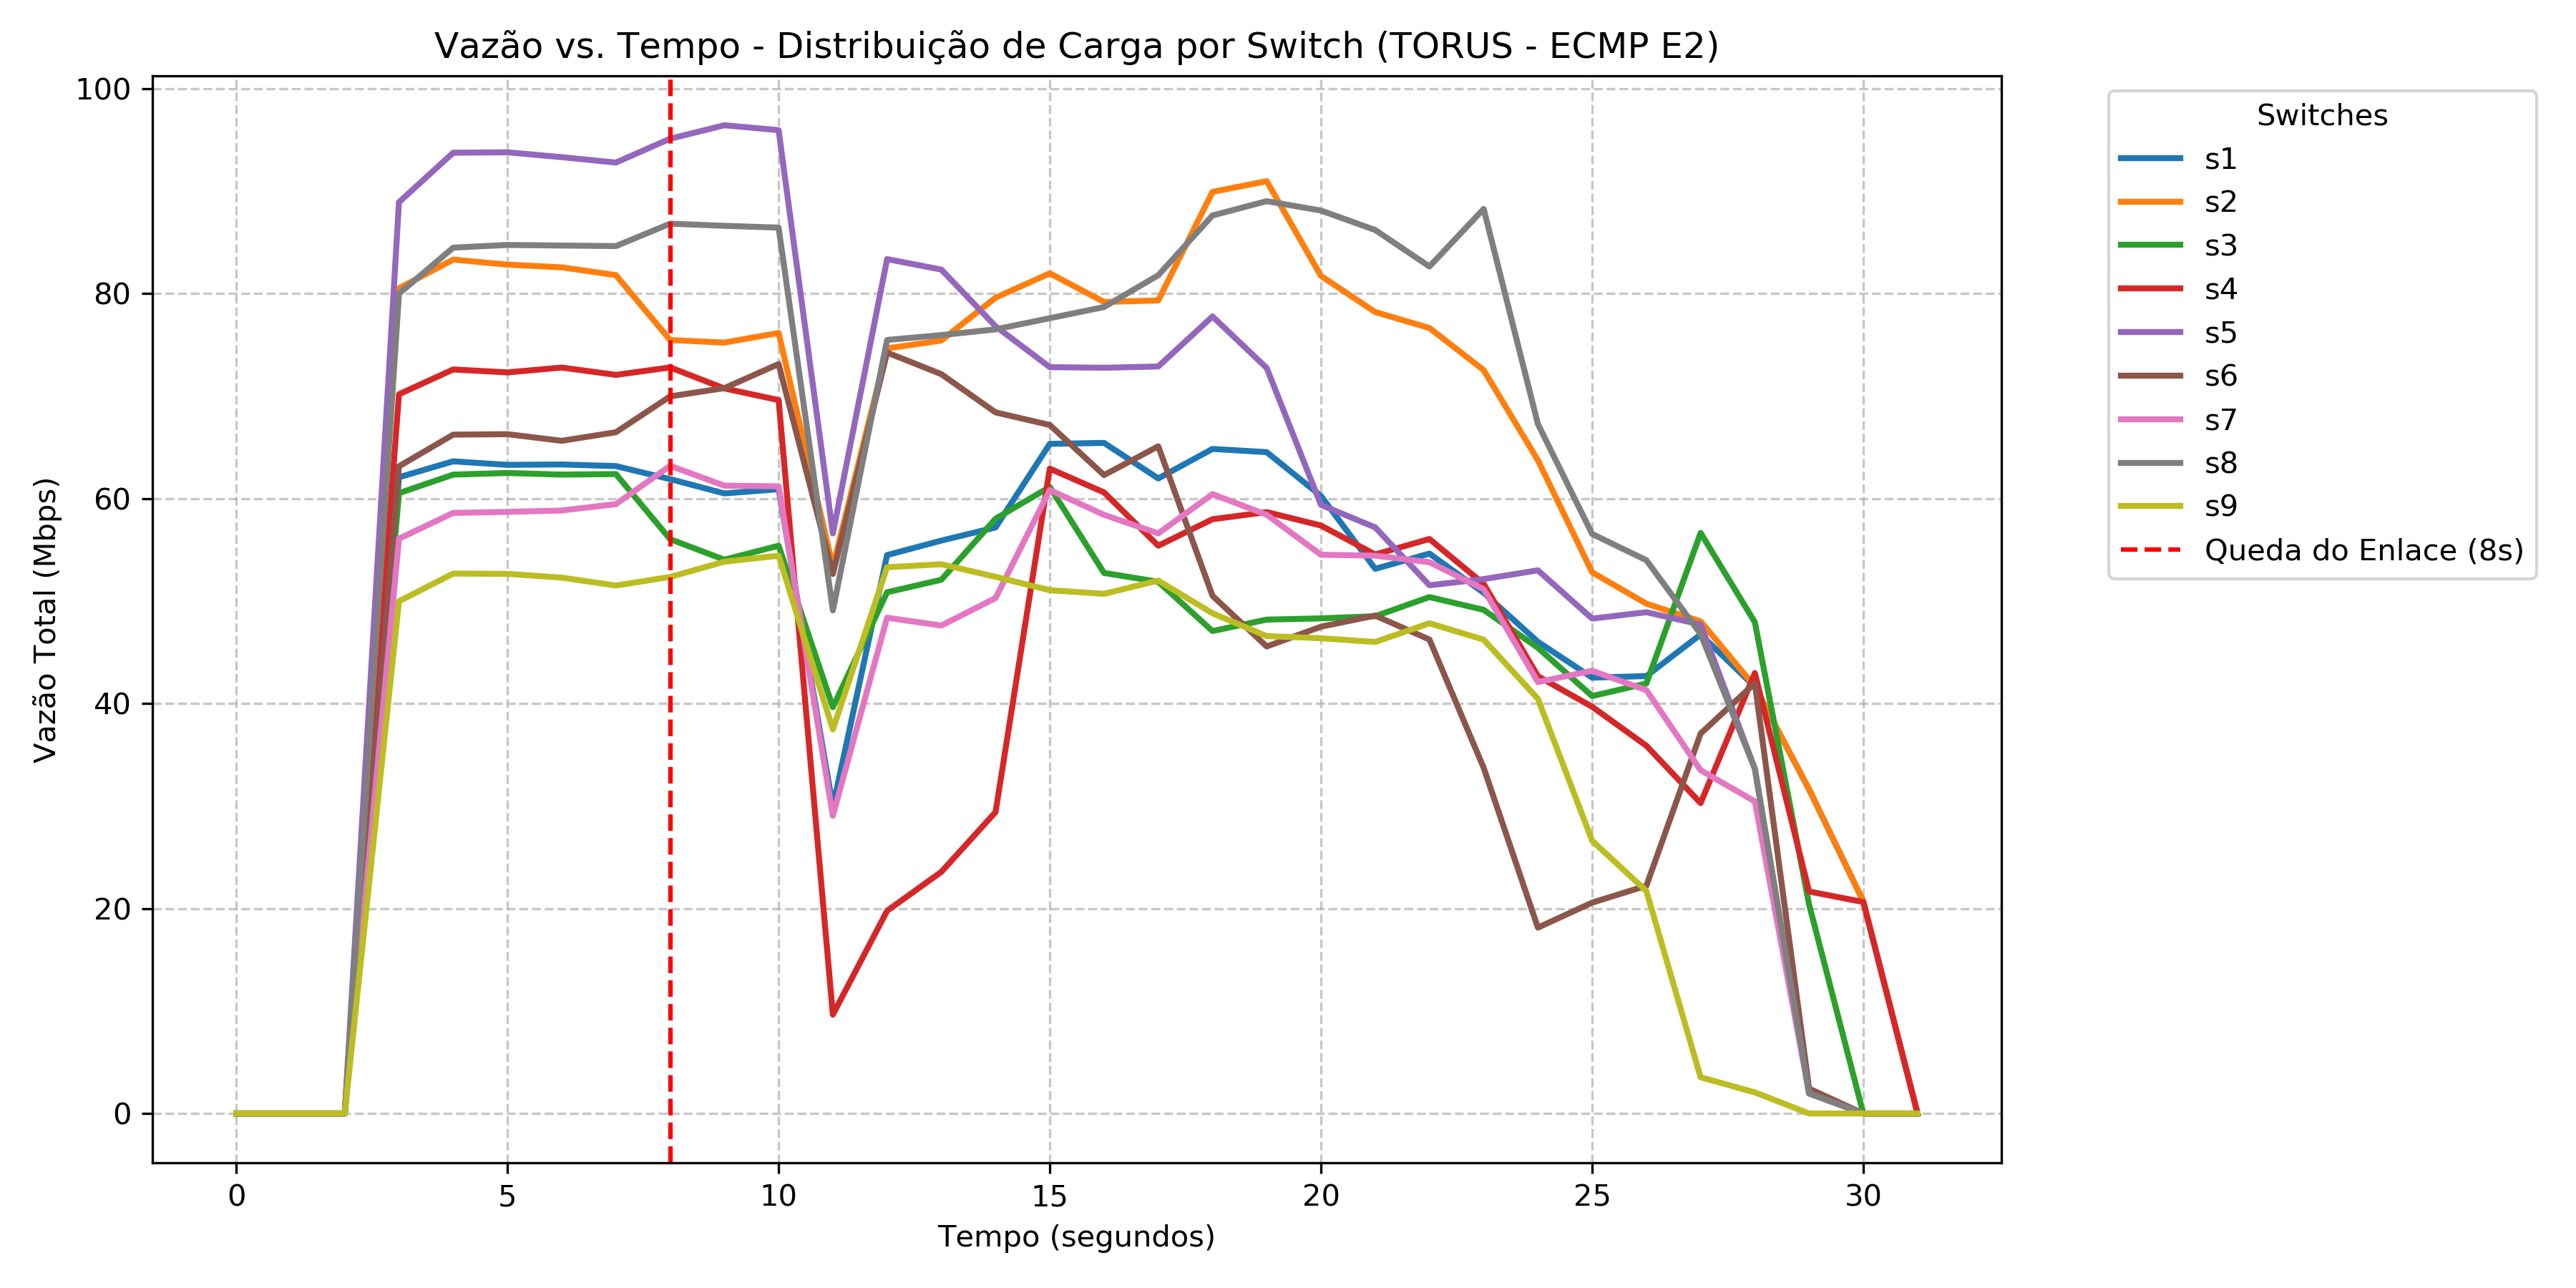 Vazão vs. Tempo - Distribuição de Carga por Switch (TORUS - ECMP E2)
Vazão Total (Mbps)
100
80
60
40
20
0
0 5 10 15 20 25 30
Tempo (segundos)
Switches
s1
s2
s3
s4
s5
s6
s7
s8
s9
Queda do Enlace (8s)